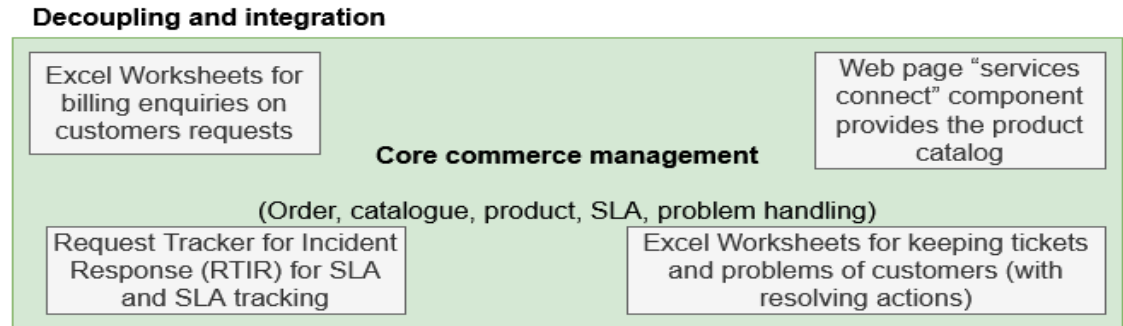 Decoupling and integration
Excel Worksheets for
billing enquiries on
customers requests
Web page “services
connect” component
provides the product
catalog
Core commerce management
(Order, catalogue, product, SLA, problem handling)
Request Tracker for Incident
Response (RTIR) for SLA
and SLA tracking
Excel Worksheets for keeping tickets
and problems of customers (with
resolving actions)